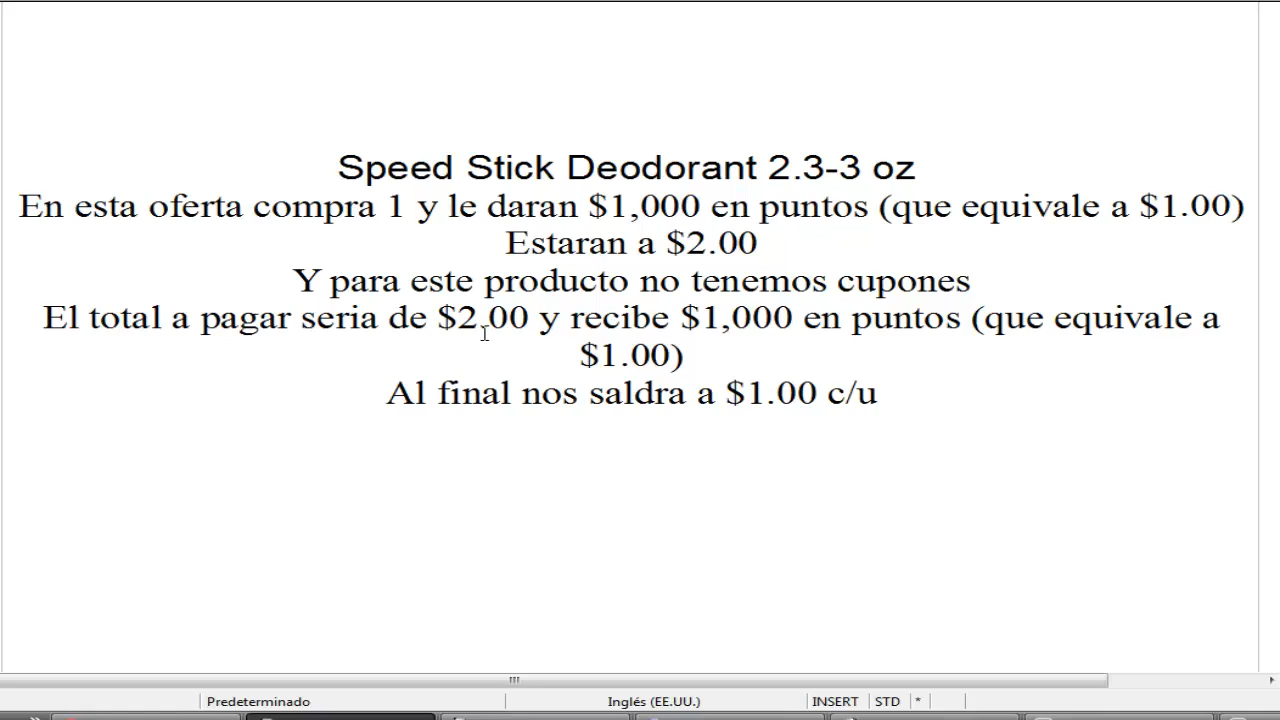 Speed Stick Deodorant 2.3-3 oz
En esta oferta compra 1 y le daran $1,000 en puntos (que equivale a $1.00)
Estaran a $2.00
Y para este producto no tenemos cupones
El total a pagar seria de $2.00 y recibe $1,000 en puntos (que equivale a
$1.00)
Al final nos saldra a $1.00 c/u
Predeterminado Inglés (EE.UU.) INSERT STD *